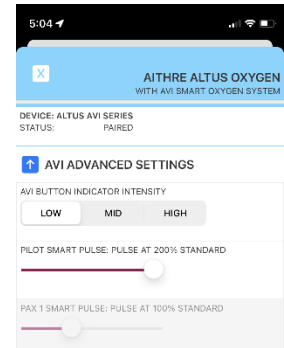 5:04
X
AITHRE ALTUS OXYGEN
WITH AVI SMART OXYGEN SYSTEM
DEVICE: ALTUS AVI SERIES
STATUS: PAIRED
AVI ADVANCED SETTINGS
AVI BUTTON INDICATOR INTENSITY
LOW MID HIGH
PILOT SMART PULSE: PULSE AT 200% STANDARD
PAX 1 SMART PULSE: PULSE AT 100% STANDARD